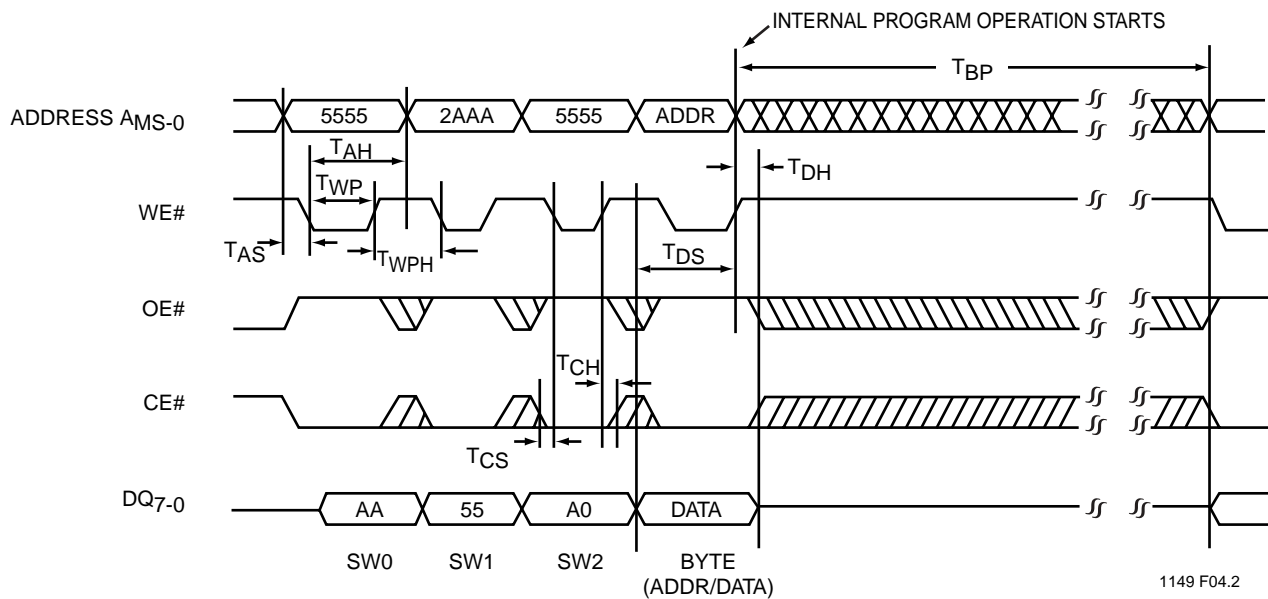 INTERNAL PROGRAM OPERATION STARTS
TBP
ADDRESS AMS-0
5555
2AAA
5555
ADDR
TAH
TDH
TWP
WE#
TAS
TWPH
TDS
OE#
TCH
CE#
TCS
DQ7-0
AA
55
A0
DATA
SW0
SW1
SW2
BYTE
(ADDR/DATA)
1149 F04.2